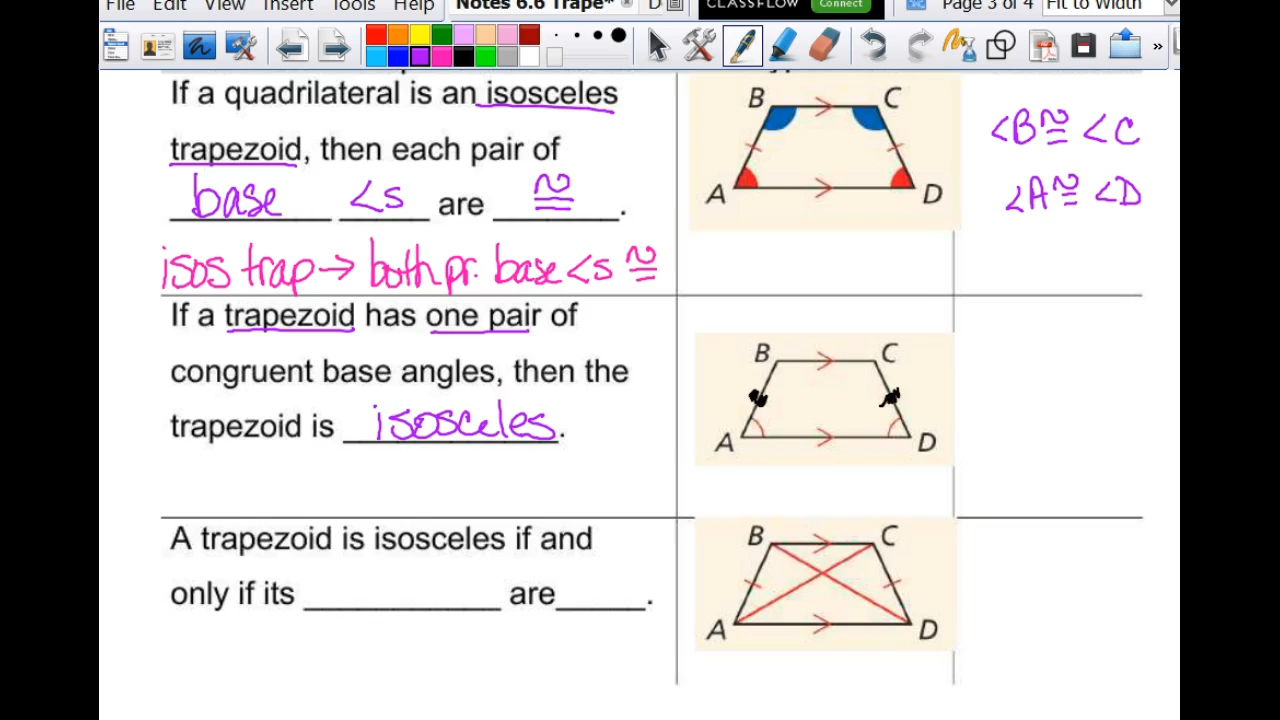 File Edit View Insert Tools Help Notes 6.6 Trape* D CLASSFLOW Connect Page 3 of 4 Fit to Width
»
If a quadrilateral is an isosceles
trapezoid, then each pair of
base <s are ≅.
isos trap → both pr. base <s ≅
B C
A D
<B ≅ <C
<A ≅ <D
If a trapezoid has one pair of
congruent base angles, then the
trapezoid is isosceles.
B C
A D
A trapezoid is isosceles if and
only if its ____________ are______.
B C
A D